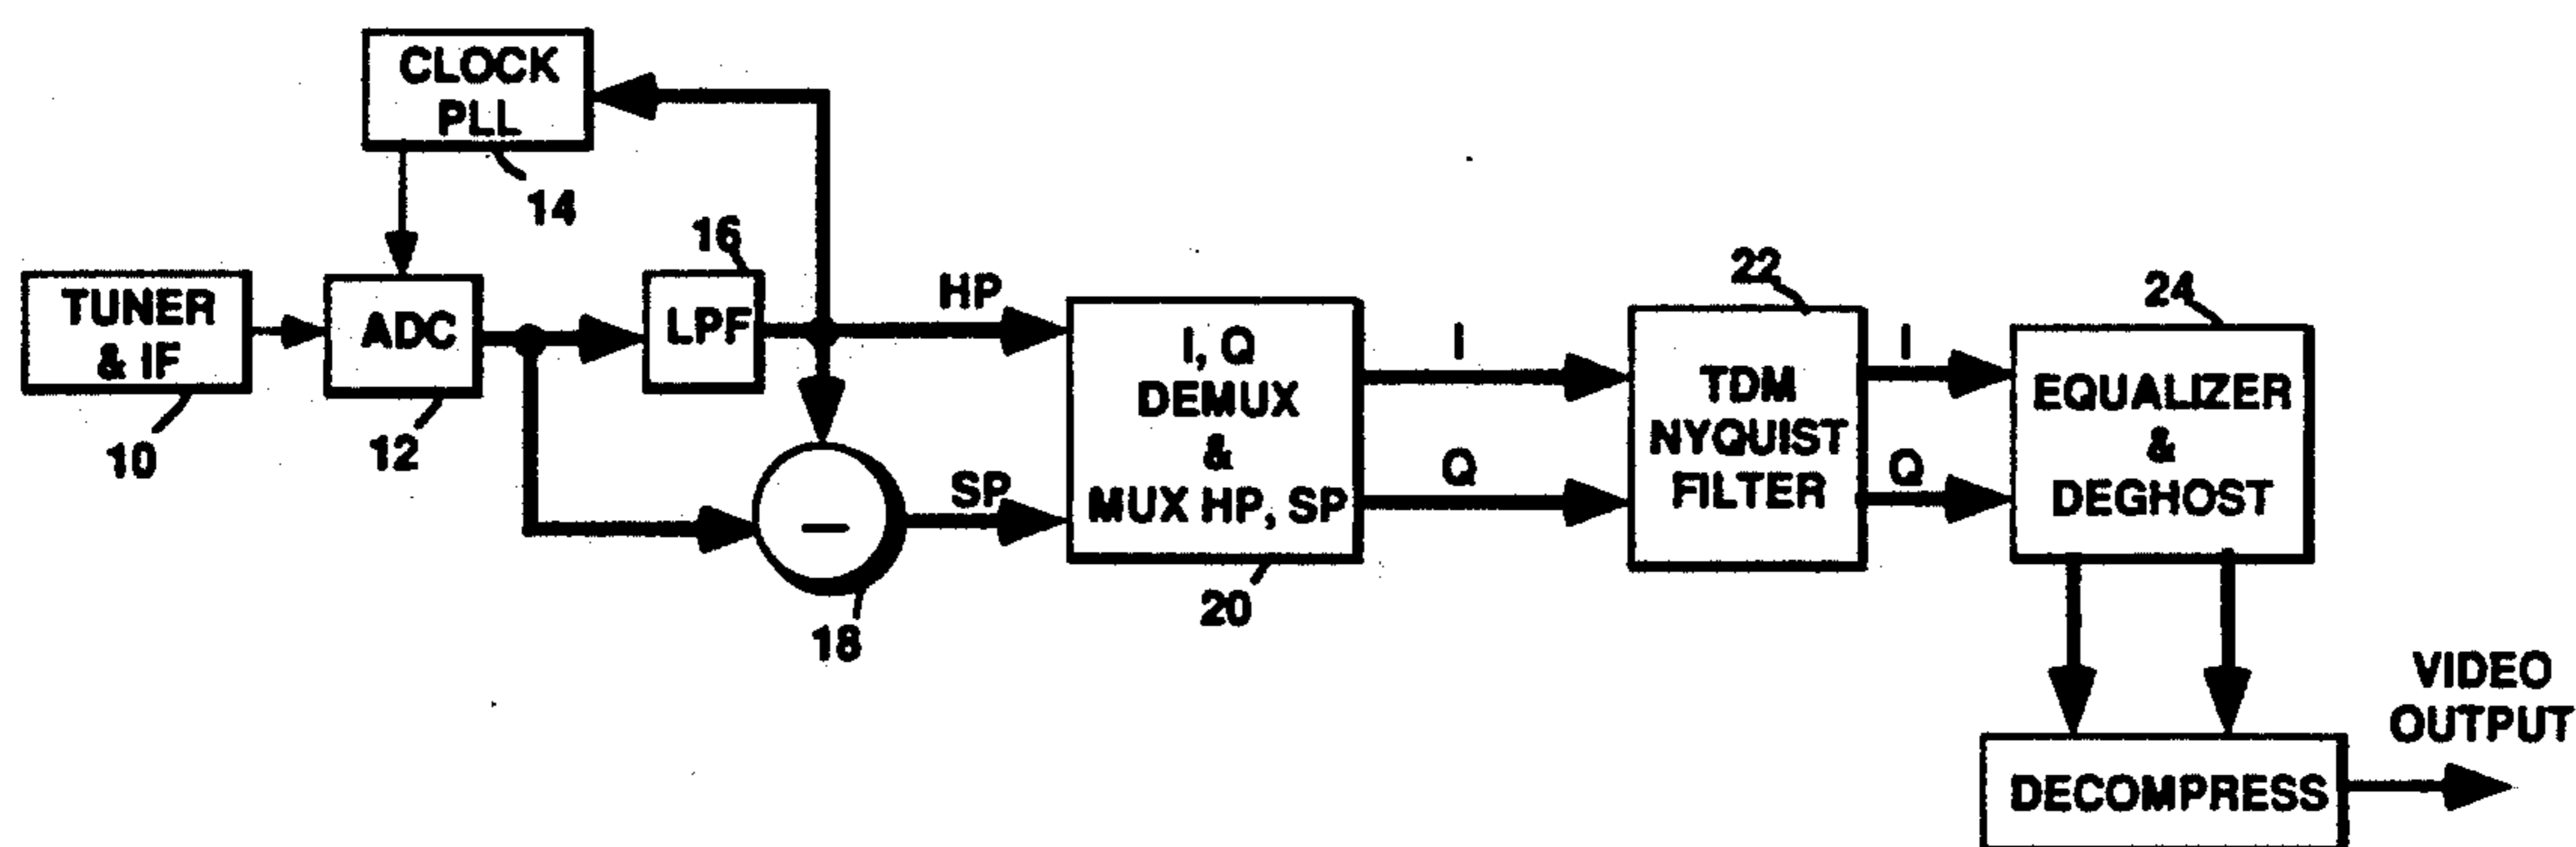 CLOCK
PLL
14
TUNER
& IF
10
ADC
12
16
LPF
HP
SP
18
I, Q
DEMUX
&
MUX HP, SP
20
I
Q
22
TDM
NYQUIST
FILTER
I
Q
24
EQUALIZER
&
DEGHOST
DECOMPRESS
VIDEO
OUTPUT